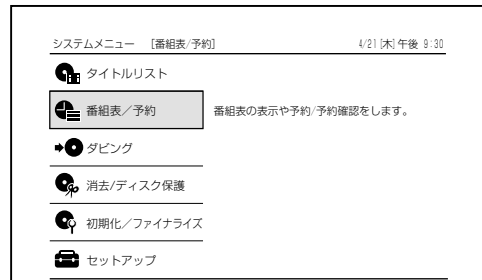 システムメニュー [番組表/予約] 4/21[木]午後 9:30
タイトルリスト
番組表／予約 番組表の表示や予約/予約確認をします。
ダビング
消去/ディスク保護
初期化／ファイナライズ
セットアップ